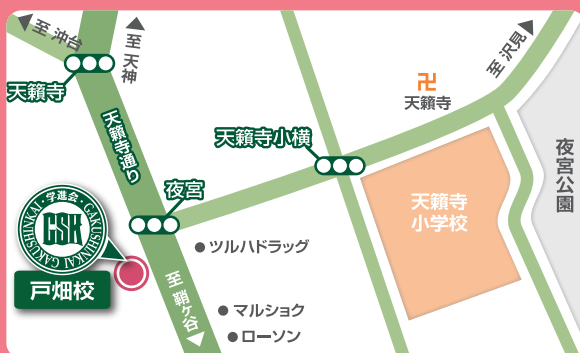 至 沖台
至 天神
天籟寺
天籟寺通り
至 沢見
卍
天籟寺
天籟寺小横
夜宮公園
夜宮
天籟寺
小学校
学進会・GAKUSHINKAI・GAKUSHINKAI
GSK
戸畑校
● ツルハドラッグ
至 鞘ヶ谷
● マルショク
● ローソン